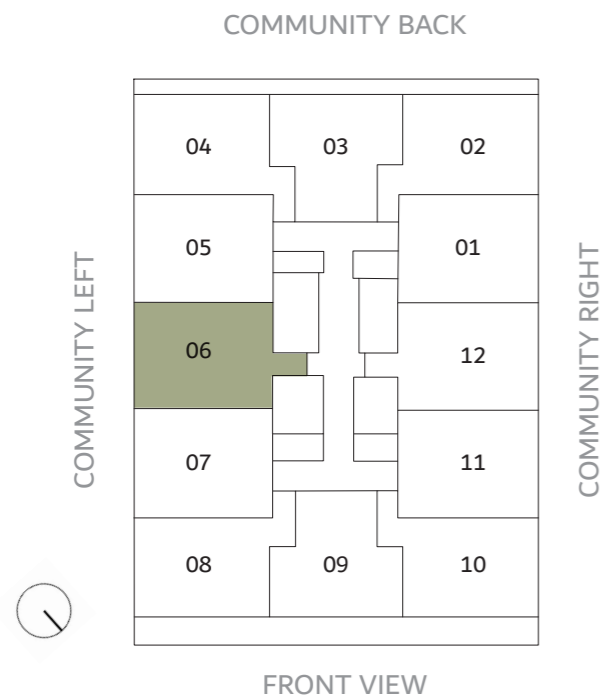 COMMUNITY BACK
04 03 02
05 01
COMMUNITY LEFT
COMMUNITY RIGHT
06 12
07 11
08 09 10
FRONT VIEW